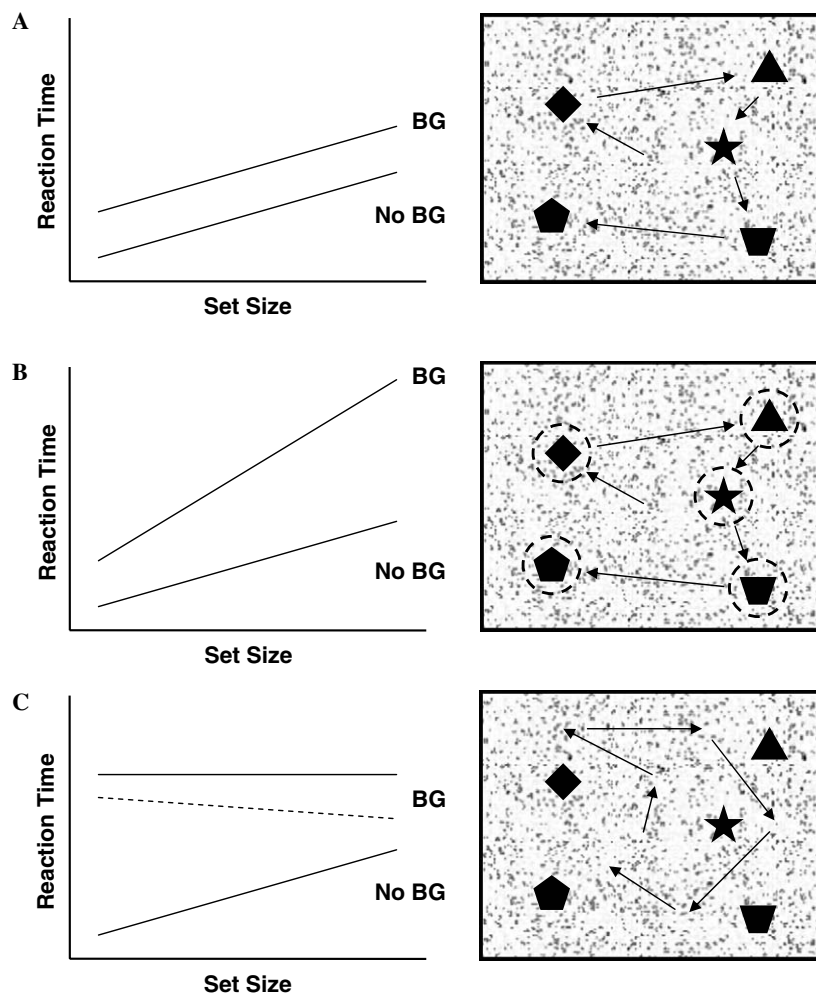 A
Reaction Time
BG
No BG
Set Size
B
Reaction Time
BG
No BG
Set Size
C
Reaction Time
BG
No BG
Set Size